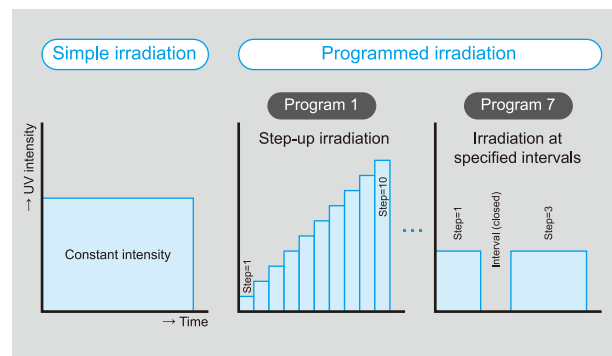 Simple irradiation
Programmed irradiation
Program 1
Program 7
Step-up irradiation
Irradiation at
specified intervals
→ UV intensity
Constant intensity
→ Time
Step=1
Step=10
...
Step=1
Interval (closed)
Step=3